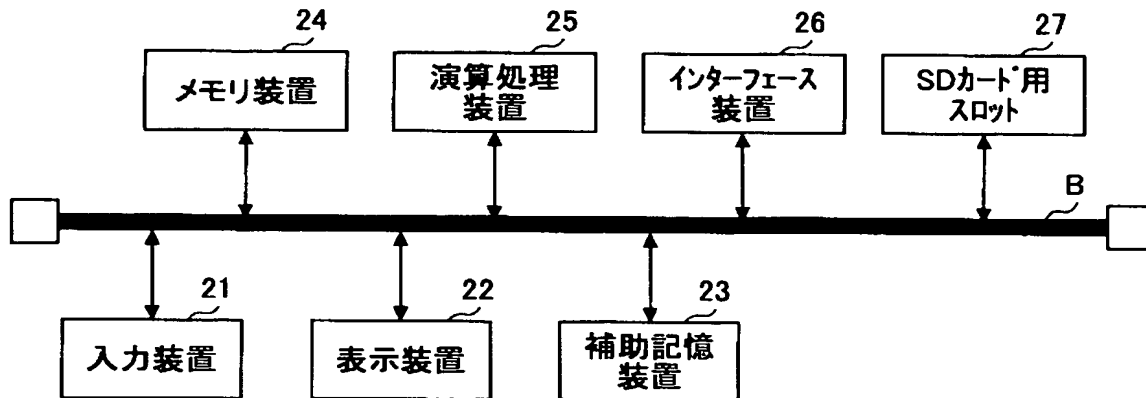 24
メモリ装置
25
演算処理
装置
26
インターフェース
装置
27
SDカード用
スロット
B
21
入力装置
22
表示装置
23
補助記憶
装置